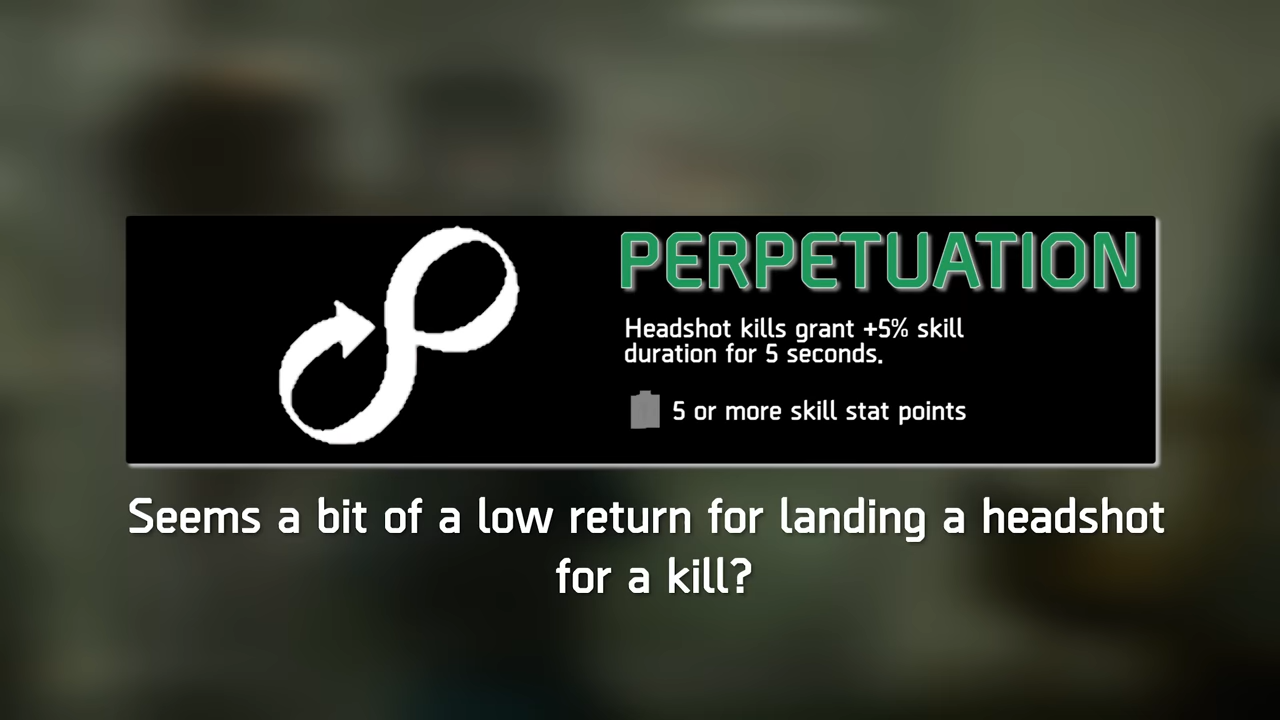 PERPETUATION
Headshot kills grant +5% skill
duration for 5 seconds.
5 or more skill stat points
Seems a bit of a low return for landing a headshot
for a kill?